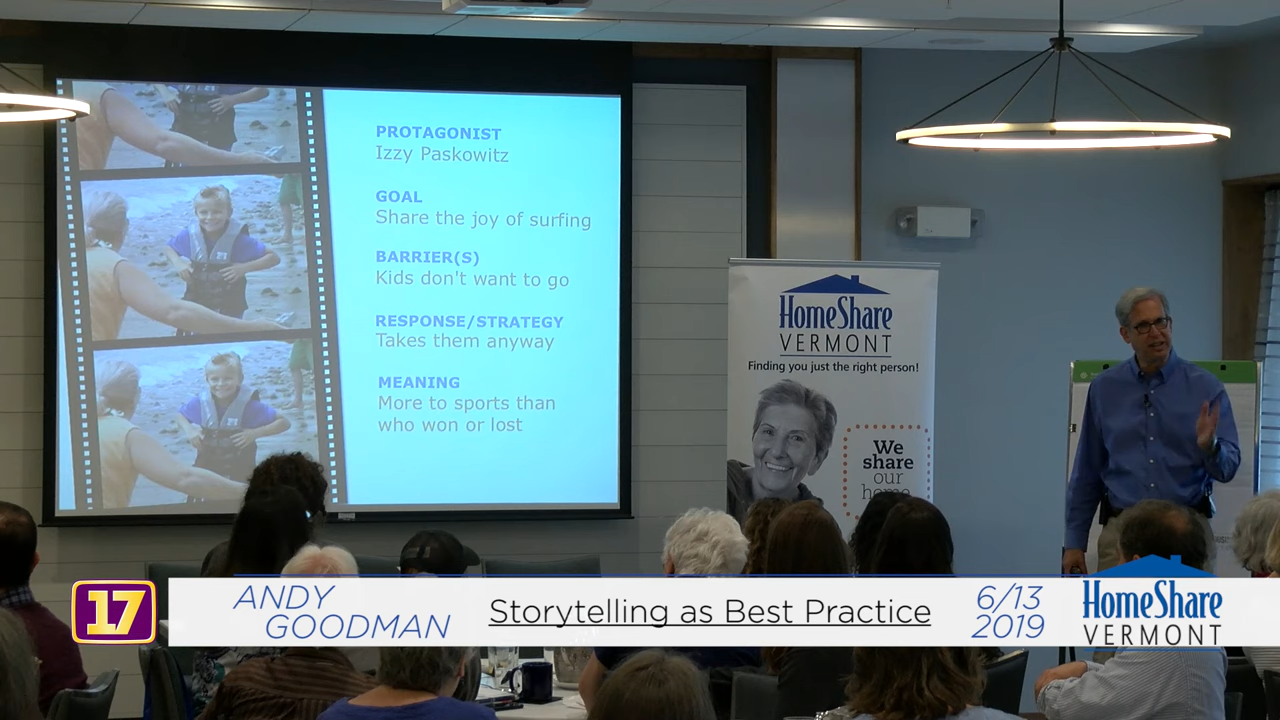 PROTAGONIST
Izzy Paskowitz
GOAL
Share the joy of surfing
BARRIER(S)
Kids don't want to go
RESPONSE/STRATEGY
Takes them anyway
MEANING
More to sports than
who won or lost
HomeShare
VERMONT
Finding you just the right person!
We
share
our
home
17
ANDY
GOODMAN
Storytelling as Best Practice
6/13
2019
HomeShare
VERMONT